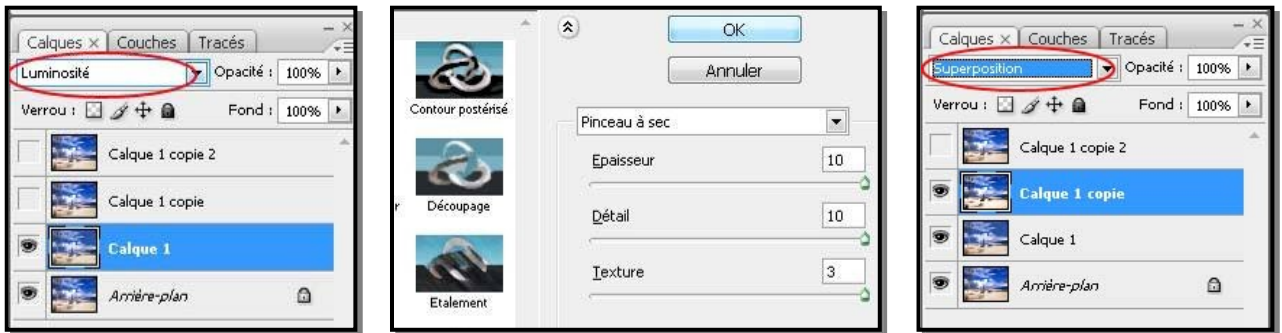 Calques × Couches Tracés
Luminosité Opacité : 100%
Verrou : Fond : 100%
Calque 1 copie 2
Calque 1 copie
Calque 1
Arrière-plan
Contour postérisé
Découpage
Etalement
OK
Annuler
Pinceau à sec
Epaisseur 10
Détail 10
Texture 3
Calques × Couches Tracés
Superposition Opacité : 100%
Verrou : Fond : 100%
Calque 1 copie 2
Calque 1 copie
Calque 1
Arrière-plan